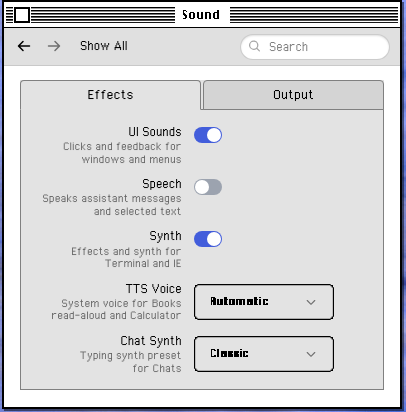 Sound
Show All
Search
Effects
Output
UI Sounds
Clicks and feedback for
windows and menus
Speech
Speaks assistant messages
and selected text
Synth
Effects and synth for
Terminal and IE
TTS Voice
System voice for Books
read-aloud and Calculator
Automatic
Chat Synth
Typing synth preset
for Chats
Classic